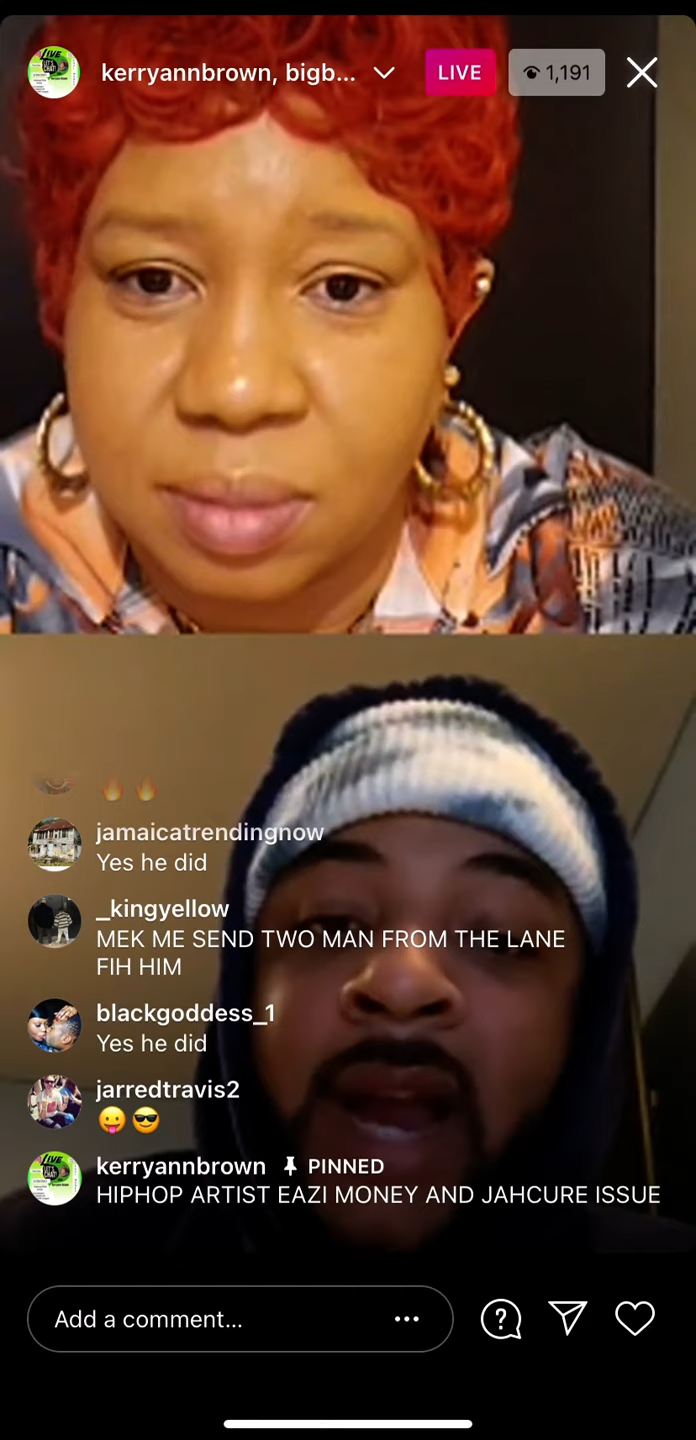 kerryannbrown, bigb...
LIVE
1,191
jamaicatrendingnow
Yes he did
_kingyellow
MEK ME SEND TWO MAN FROM THE LANE
FIH HIM
blackgoddess_1
Yes he did
jarredtravis2
kerryannbrown PINNED
HIPHOP ARTIST EAZI MONEY AND JAHCURE ISSUE
Add a comment...